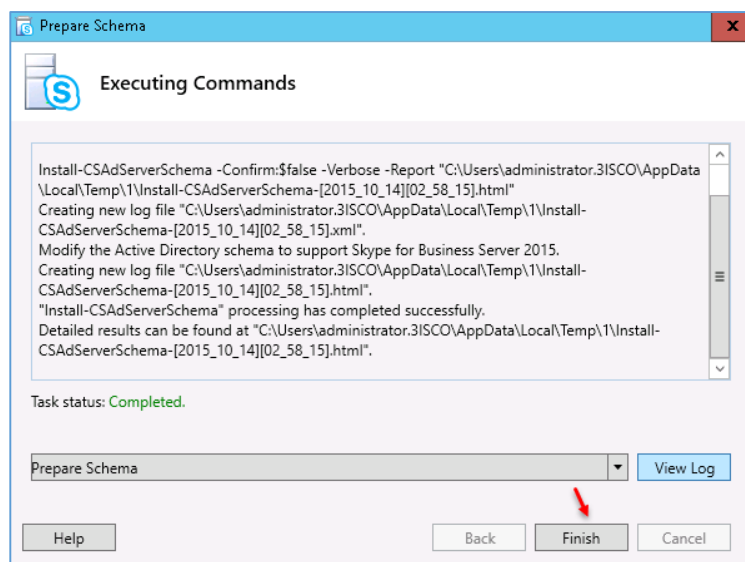 Prepare Schema
x
S
Executing Commands
Install-CSAdServerSchema -Confirm:$false -Verbose -Report "C:\Users\administrator.3ISCO\AppData
\Local\Temp\1\Install-CSAdServerSchema-[2015_10_14][02_58_15].html"
Creating new log file "C:\Users\administrator.3ISCO\AppData\Local\Temp\1\Install-
CSAdServerSchema-[2015_10_14][02_58_15].xml".
Modify the Active Directory schema to support Skype for Business Server 2015.
Creating new log file "C:\Users\administrator.3ISCO\AppData\Local\Temp\1\Install-
CSAdServerSchema-[2015_10_14][02_58_15].html".
"Install-CSAdServerSchema" processing has completed successfully.
Detailed results can be found at "C:\Users\administrator.3ISCO\AppData\Local\Temp\1\Install-
CSAdServerSchema-[2015_10_14][02_58_15].html".
Task status: Completed.
Prepare Schema
View Log
Help
Back
Finish
Cancel